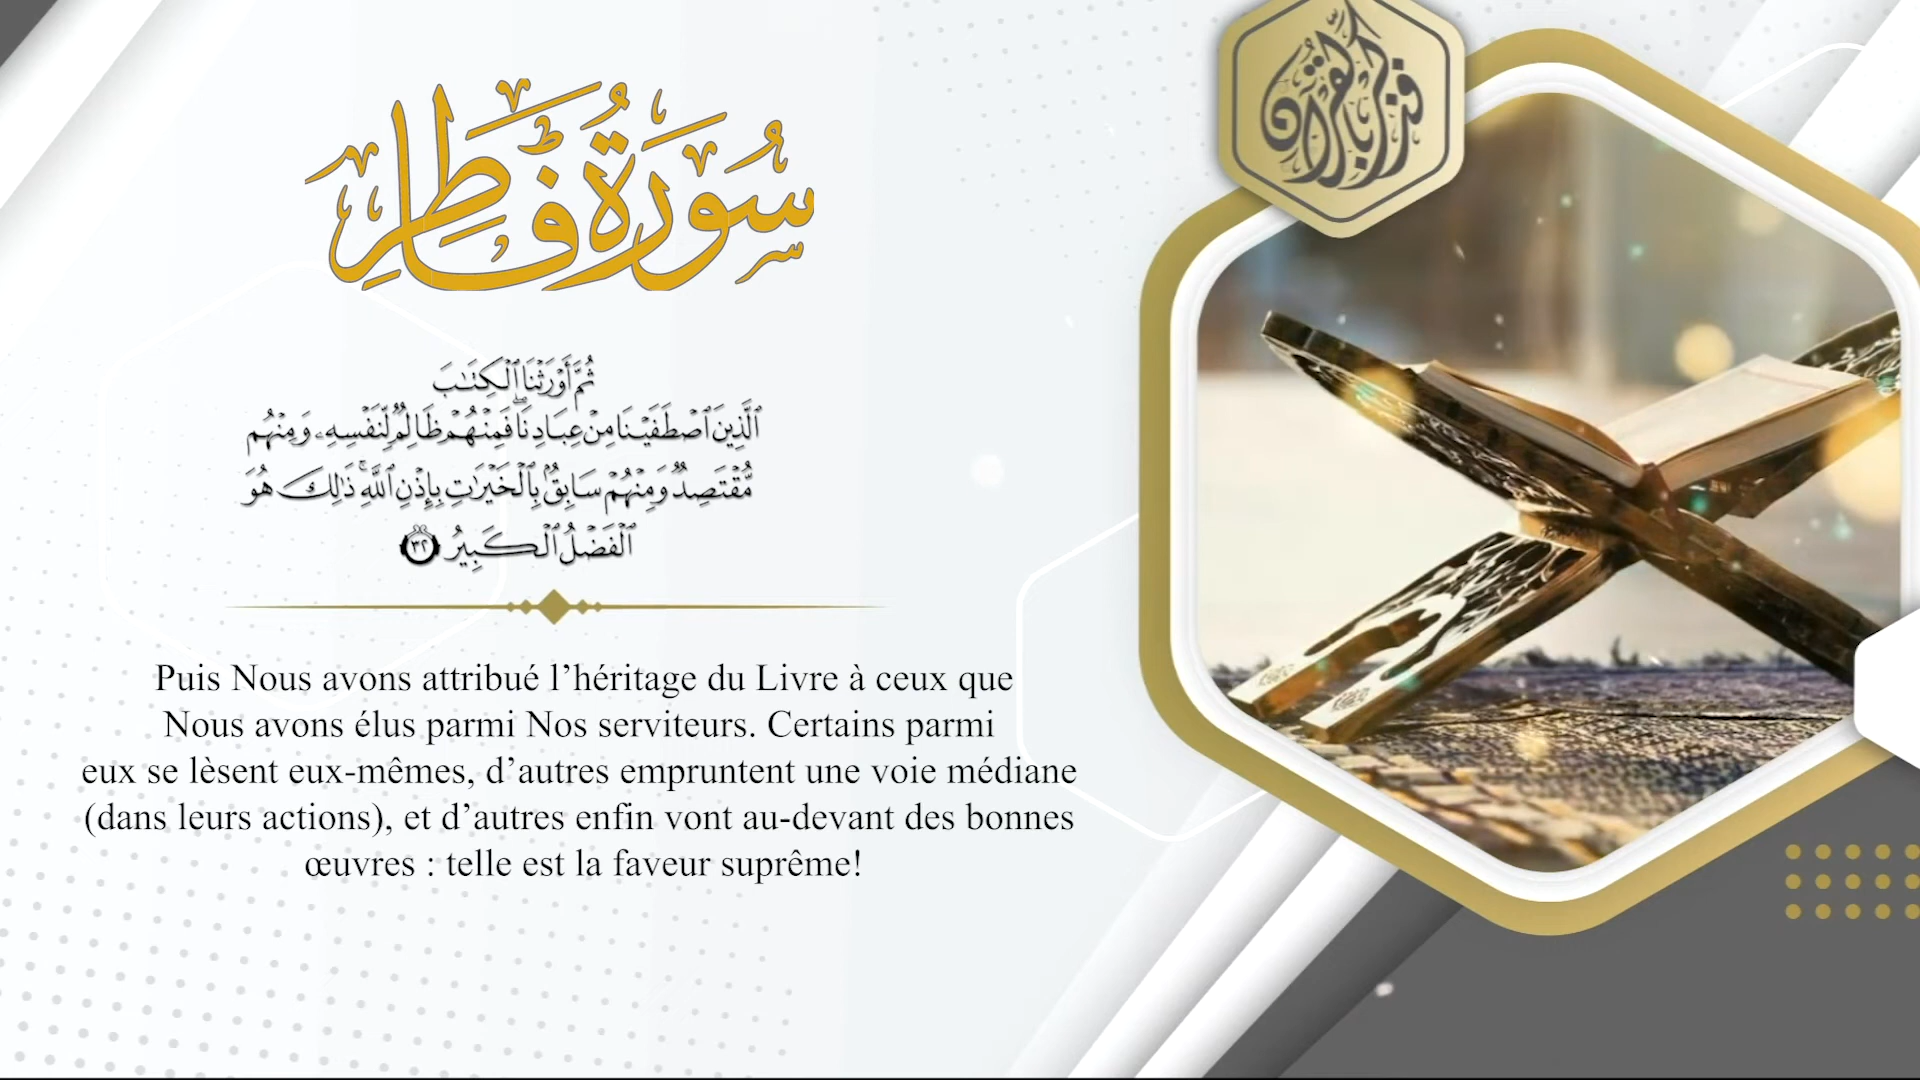 فذكر بالقرآن
سُورَةُ فَاطِرٍ
ثُمَّ أَوْرَثْنَا ٱلْكِتَٰبَ
ٱلَّذِينَ ٱصْطَفَيْنَا مِنْ عِبَادِنَا ۖ فَمِنْهُمْ ظَالِمٌ لِّنَفْسِهِۦ وَمِنْهُم
مُّقْتَصِدٌ وَمِنْهُمْ سَابِقٌۢ بِٱلْخَيْرَٰتِ بِإِذْنِ ٱللَّهِ ۚ ذَٰلِكَ هُوَ
ٱلْفَضْلُ ٱلْكَبِيرُ ٣٢
Puis Nous avons attribué l’héritage du Livre à ceux que
Nous avons élus parmi Nos serviteurs. Certains parmi
eux se lèsent eux-mêmes, d’autres empruntent une voie médiane
(dans leurs actions), et d’autres enfin vont au-devant des bonnes
œuvres : telle est la faveur suprême!